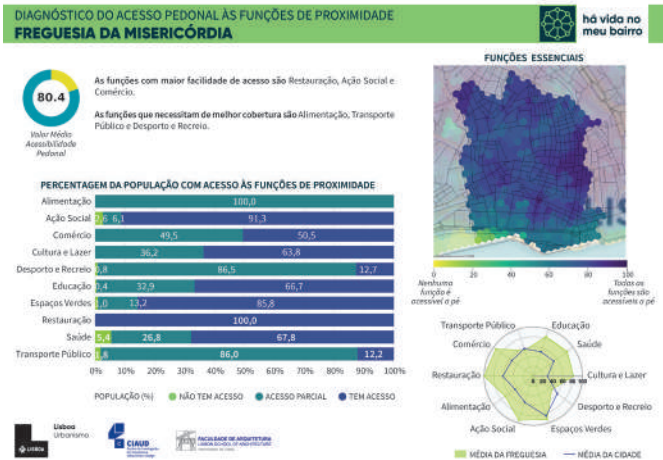 DIAGNÓSTICO DO ACESSO PEDONAL ÀS FUNÇÕES DE PROXIMIDADE
FREGUESIA DA MISERICÓRDIA
há vida no
meu bairro
80.4
Valor Médio
Acessibilidade
Pedonal
As funções com maior facilidade de acesso são Restauração, Ação Social e
Comércio.
As funções que necessitam de melhor cobertura são Alimentação, Transporte
Público e Desporto e Recreio.
FUNÇÕES ESSENCIAIS
0 20 40 60 80 100
Nenhuma
função é
acessível a pé
Todas as
funções são
acessíveis a pé
PERCENTAGEM DA POPULAÇÃO COM ACESSO ÀS FUNÇÕES DE PROXIMIDADE
Alimentação 100,0
Ação Social 2,6 6,1 91,3
Comércio 49,5 50,5
Cultura e Lazer 36,2 63,8
Desporto e Recreio 0,8 86,5 12,7
Educação 0,4 32,9 66,7
Espaços Verdes 1,0 13,2 85,8
Restauração 100,0
Saúde 5,4 26,8 67,8
Transporte Público 1,8 86,0 12,2
0% 10% 20% 30% 40% 50% 60% 70% 80% 90% 100%
POPULAÇÃO (%) NÃO TEM ACESSO ACESSO PARCIAL TEM ACESSO
Transporte Público
Educação
Comércio
Saúde
Restauração
Cultura e Lazer
0 20 40 60 80 100
Alimentação
Desporto e Recreio
Ação Social
Espaços Verdes
MÉDIA DA FREGUESIA MÉDIA DA CIDADE
LISBOA
Lisboa
Urbanismo
CIAUD
FACULDADE DE ARQUITETURA